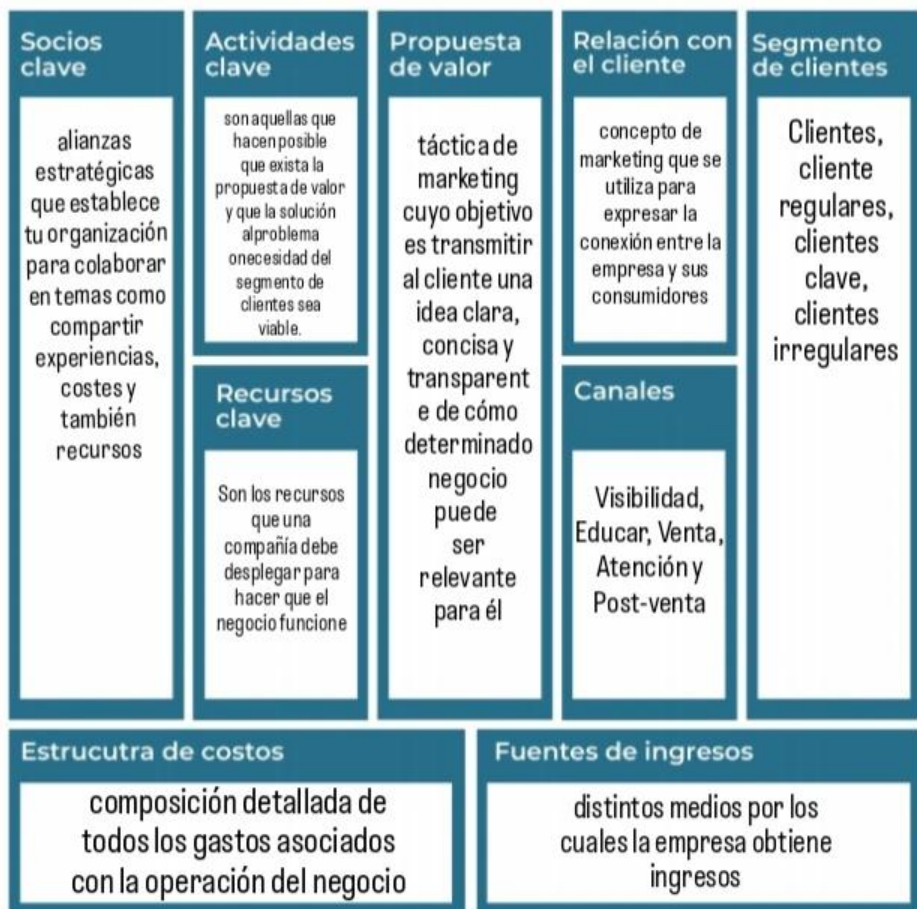 Socios
clave
alianzas
estratégicas
que establece
tu organización
para colaborar
en temas como
compartir
experiencias,
costes y
también
recursos
Actividades
clave
son aquellas que
hacen posible
que exista la
propuesta de valor
y que la solución
alproblema
onecesidad del
segmento de
clientes sea
viable.
Recursos
clave
Son los recursos
que una
compañía debe
desplegar para
hacer que el
negocio funcione
Propuesta
de valor
táctica de
marketing
cuyo objetivo
es transmitir
al cliente una
idea clara,
concisa y
transparent
e de cómo
determinado
negocio
puede
ser
relevante
para él
Relación con
el cliente
concepto de
marketing que se
utiliza para
expresar la
conexión entre la
empresa y sus
consumidores
Canales
Visibilidad,
Educar, Venta,
Atención y
Post-venta
Segmento
de clientes
Clientes,
cliente
regulares,
clientes
clave,
clientes
irregulares
Estrucutra de costos
composición detallada de
todos los gastos asociados
con la operación del negocio
Fuentes de ingresos
distintos medios por los
cuales la empresa obtiene
ingresos